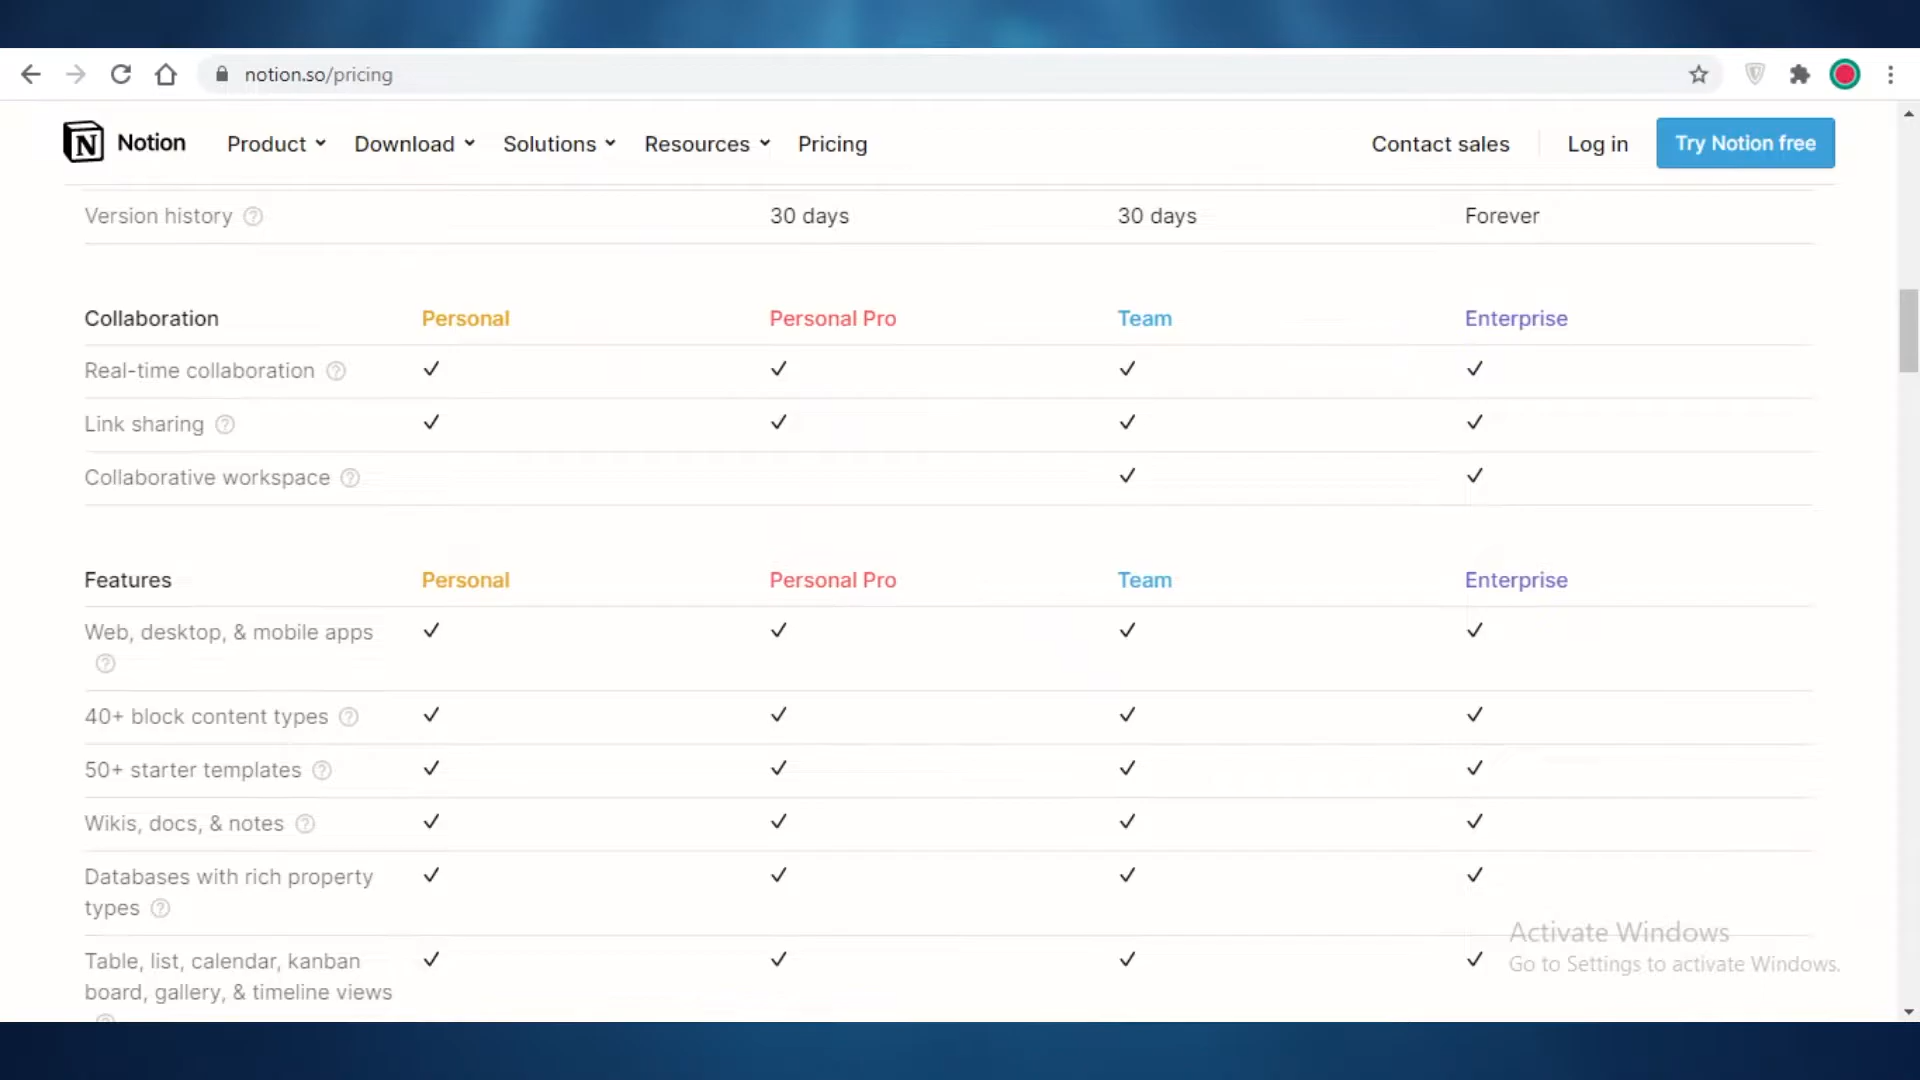 notion.so/pricing
Notion Product Download Solutions Resources Pricing Contact sales Log in Try Notion free
Version history ? 30 days 30 days Forever
Collaboration Personal Personal Pro Team Enterprise
Real-time collaboration ? ✓ ✓ ✓ ✓
Link sharing ? ✓ ✓ ✓ ✓
Collaborative workspace ? ✓ ✓
Features Personal Personal Pro Team Enterprise
Web, desktop, & mobile apps ✓ ✓ ✓ ✓
?
40+ block content types ? ✓ ✓ ✓ ✓
50+ starter templates ? ✓ ✓ ✓ ✓
Wikis, docs, & notes ? ✓ ✓ ✓ ✓
Databases with rich property ✓ ✓ ✓ ✓
types ?
Table, list, calendar, kanban ✓ ✓ ✓ ✓
board, gallery, & timeline views
Activate Windows
Go to Settings to activate Windows.